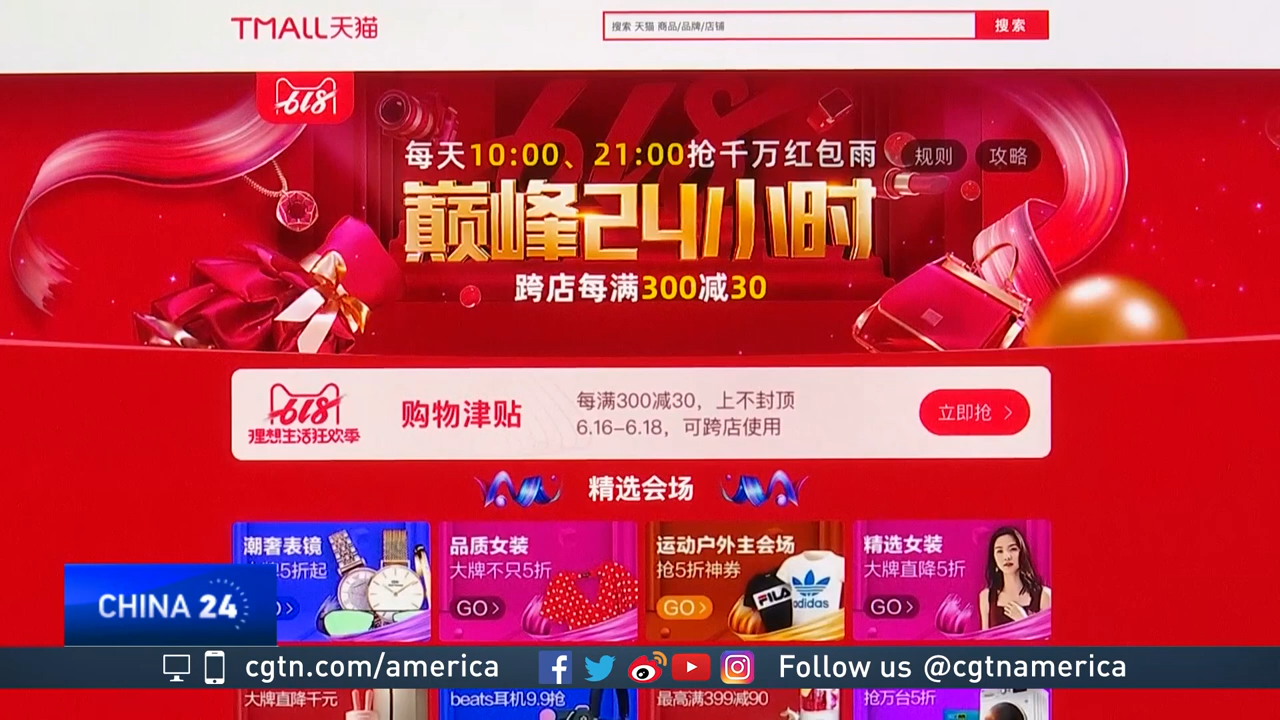 TMALL天猫
搜索 天猫 商品/品牌/店铺
搜索
618
每天10:00、21:00抢千万红包雨
规则
攻略
巅峰24小时
跨店每满300减30
618
理想生活狂欢季
购物津贴
每满300减30，上不封顶
6.16-6.18，可跨店使用
立即抢
精选会场
潮奢表镜
5折起
品质女装
大牌不只5折
GO
运动户外主会场
抢5折神券
GO
FILA
adidas
精选女装
大牌直降5折
GO
CHINA 24
cgtn.com/america
Follow us @cgtnamerica
大牌直降千元
beats耳机9.9抢
最高满399减90
抢万台5折